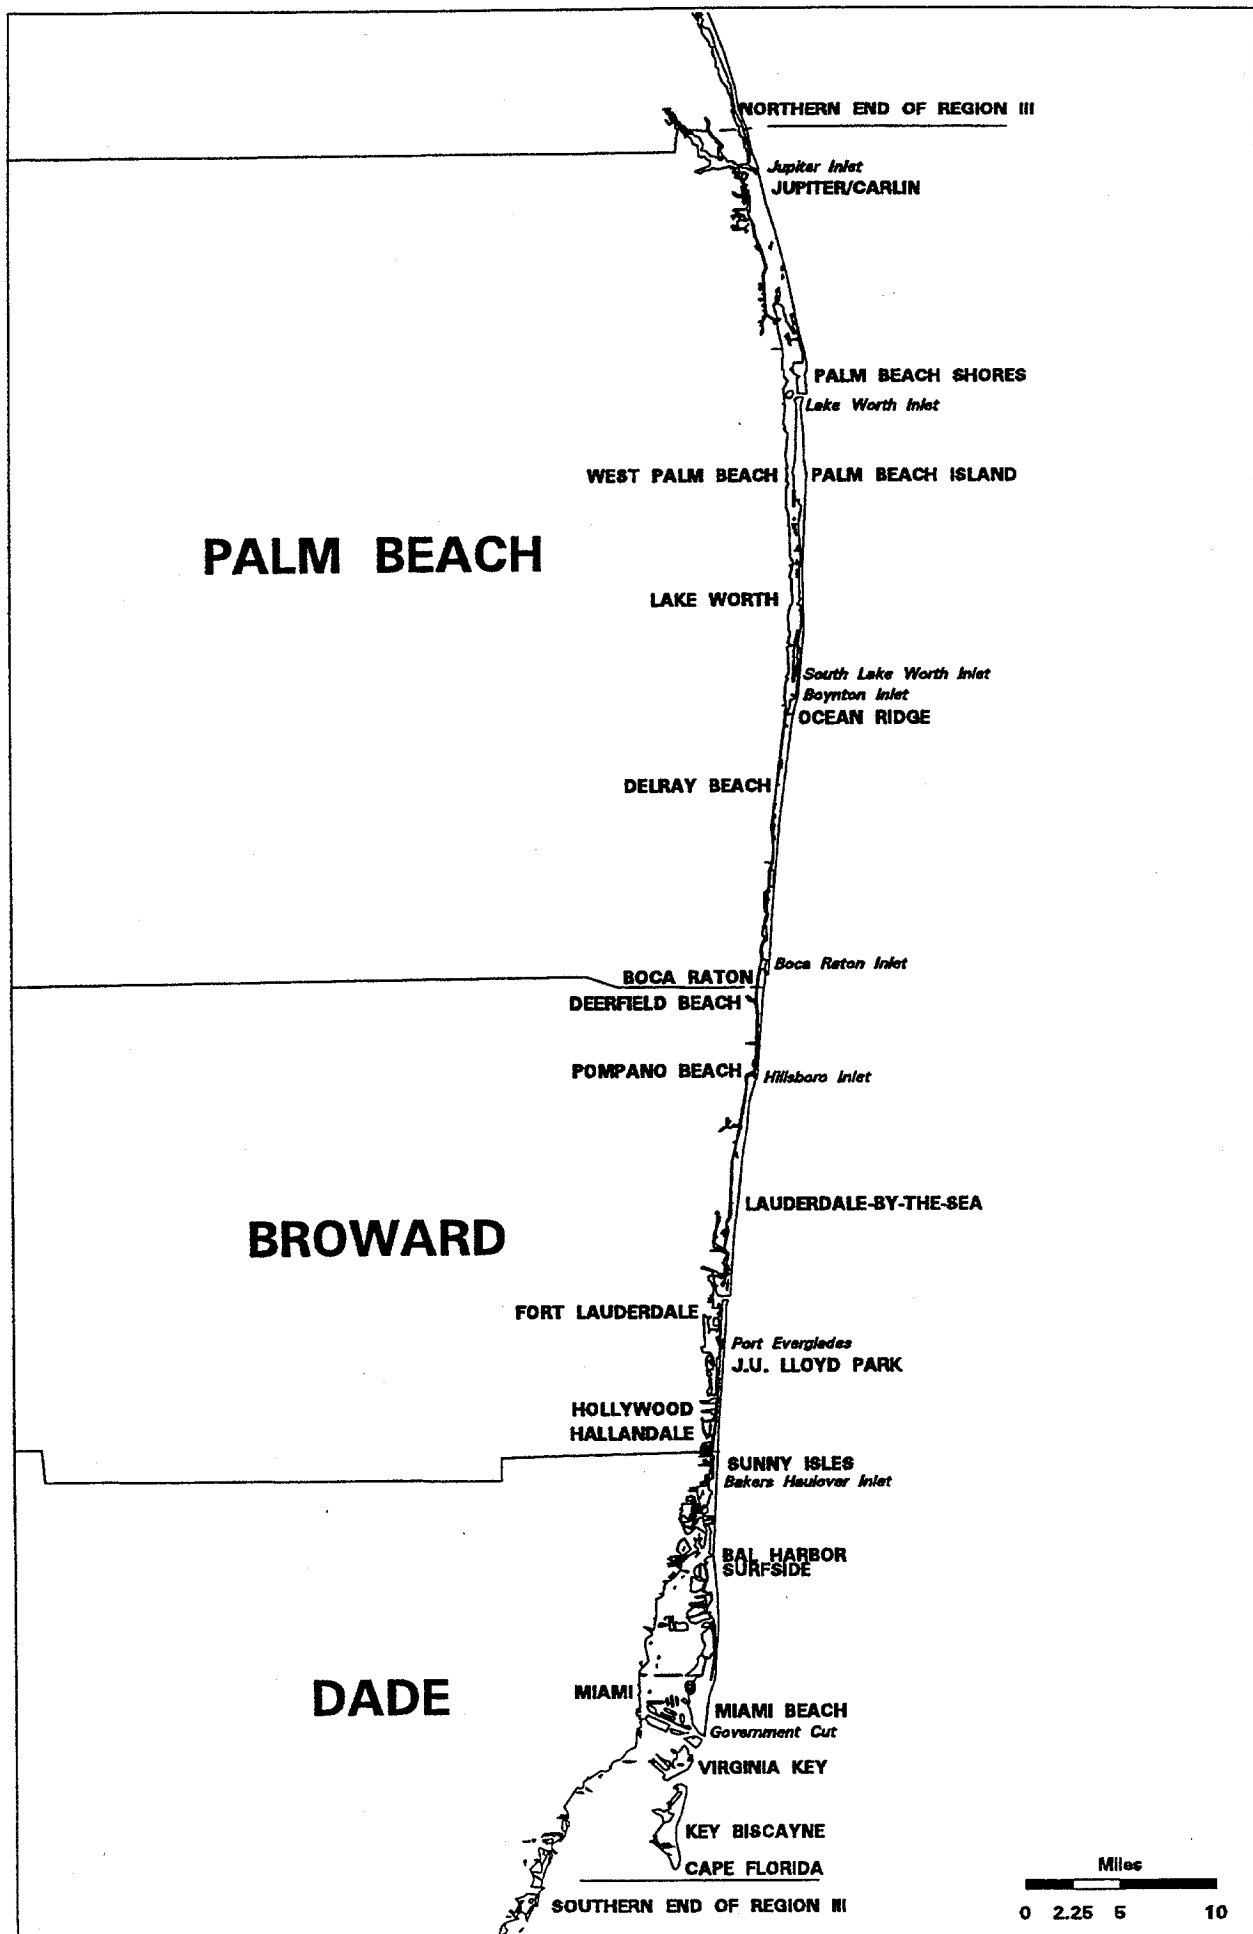 NORTHERN END OF REGION III
Jupiter Inlet
JUPITER/CARLIN
PALM BEACH SHORES
Lake Worth Inlet
WEST PALM BEACH
PALM BEACH ISLAND
PALM BEACH
LAKE WORTH
South Lake Worth Inlet
Boynton Inlet
OCEAN RIDGE
DELRAY BEACH
Boca Raton Inlet
BOCA RATON
DEERFIELD BEACH
POMPANO BEACH
Hillsboro Inlet
LAUDERDALE-BY-THE-SEA
BROWARD
FORT LAUDERDALE
Port Everglades
J.U. LLOYD PARK
HOLLYWOOD
HALLANDALE
SUNNY ISLES
Bakers Haulover Inlet
BAL HARBOR
SURFSIDE
DADE
MIAMI
MIAMI BEACH
Government Cut
VIRGINIA KEY
KEY BISCAYNE
CAPE FLORIDA
SOUTHERN END OF REGION III
Miles
0 2.25 5 10